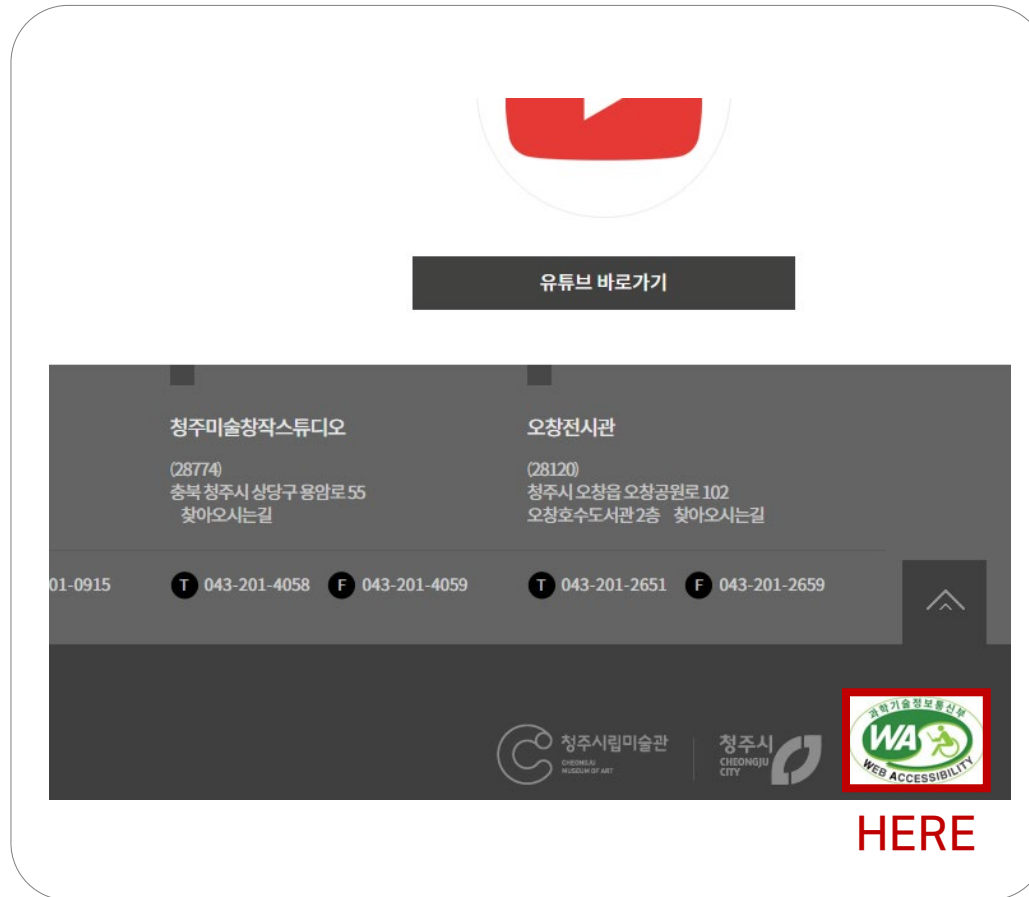 유튜브 바로가기
청주미술창작스튜디오
(28774)
충북 청주시 상당구 용암로 55
찾아오시는길
오창전시관
(28120)
청주시 오창읍 오창공원로 102
오창호수도서관 2층 찾아오시는길
01-0915
T 043-201-4058 F 043-201-4059
T 043-201-2651 F 043-201-2659
청주시립미술관
CHEONGJU
MUSEUM OF ART
청주시
CHEONGJU
CITY
과학기술정보통신부
WA
WEB ACCESSIBILITY
HERE